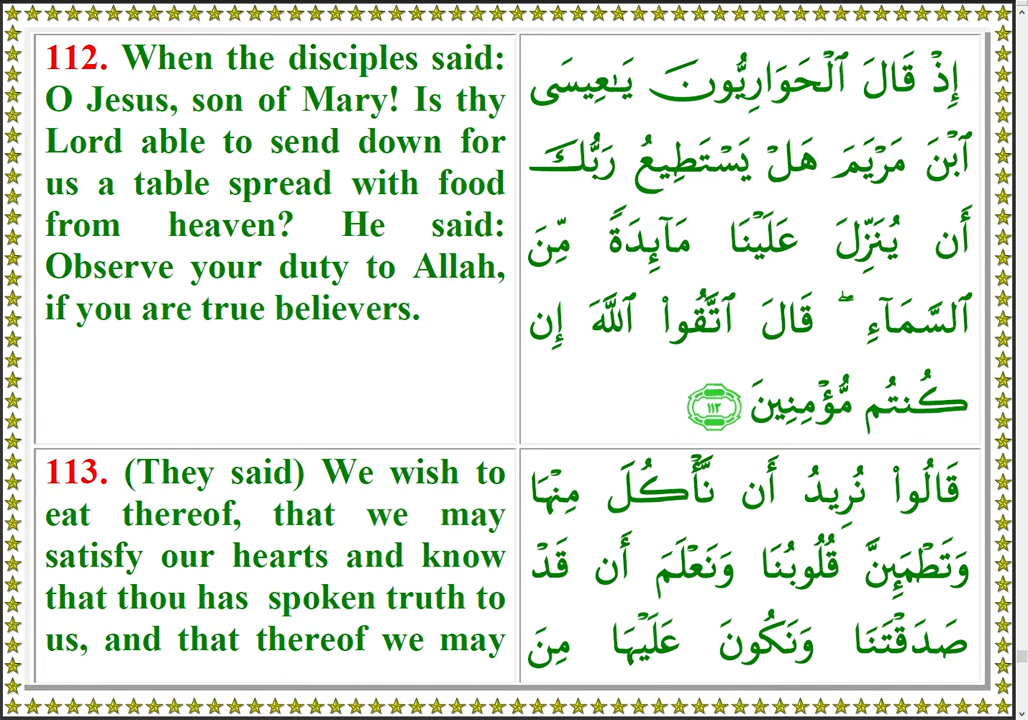 112. When the disciples said:
O Jesus, son of Mary! Is thy
Lord able to send down for
us a table spread with food
from heaven? He said:
Observe your duty to Allah,
if you are true believers.
إِذْ قَالَ ٱلْحَوَارِيُّونَ يَـٰعِيسَى
ٱبْنَ مَرْيَمَ هَلْ يَسْتَطِيعُ رَبُّكَ
أَن يُنَزِّلَ عَلَيْنَا مَآئِدَةً مِّنَ
ٱلسَّمَآءِ ۖ قَالَ ٱتَّقُوا۟ ٱللَّهَ إِن
كُنتُم مُّؤْمِنِينَ ١١٢
113. (They said) We wish to
eat thereof, that we may
satisfy our hearts and know
that thou has spoken truth to
us, and that thereof we may
قَالُوا۟ نُرِيدُ أَن نَّأْكُلَ مِنْهَا
وَتَطْمَئِنَّ قُلُوبُنَا وَنَعْلَمَ أَن قَدْ
صَدَقْتَنَا وَنَكُونَ عَلَيْهَا مِنَ